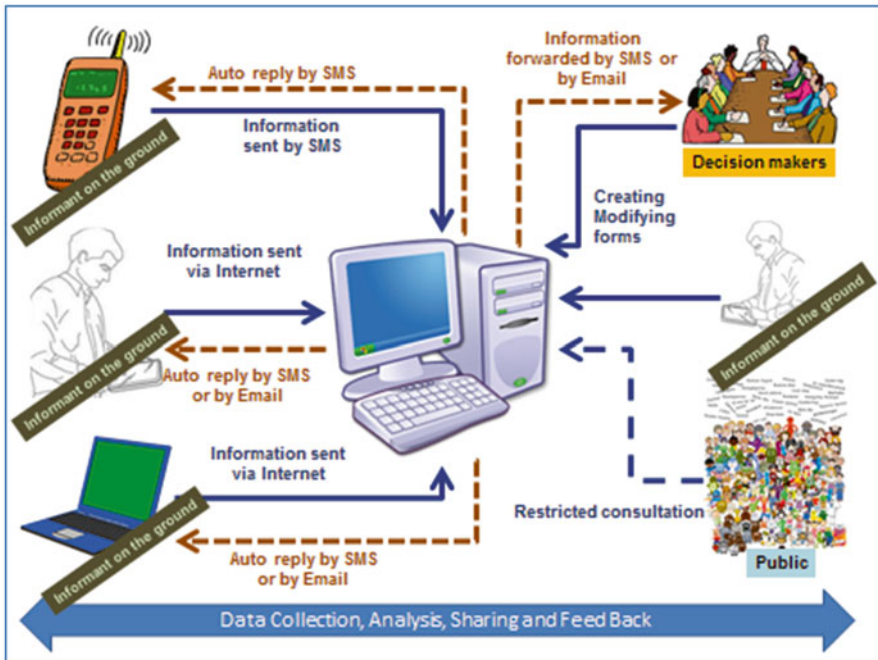 Auto reply by SMS
Information
sent by SMS
Informant on the ground
Information
forwarded by SMS or
by Email
Decision makers
Creating
Modifying
forms
Information sent
via Internet
Informant on the ground
Auto reply by SMS
or by Email
Informant on the ground
Information sent
via Internet
Informant on the ground
Auto reply by SMS
or by Email
Restricted consultation
Public
Data Collection, Analysis, Sharing and Feed Back